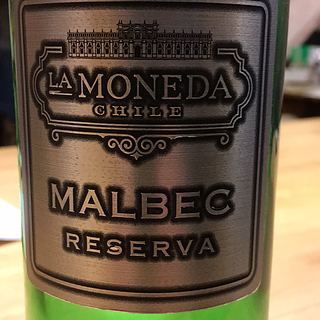 LA MONEDA
CHILE
MALBEC
RESERVA